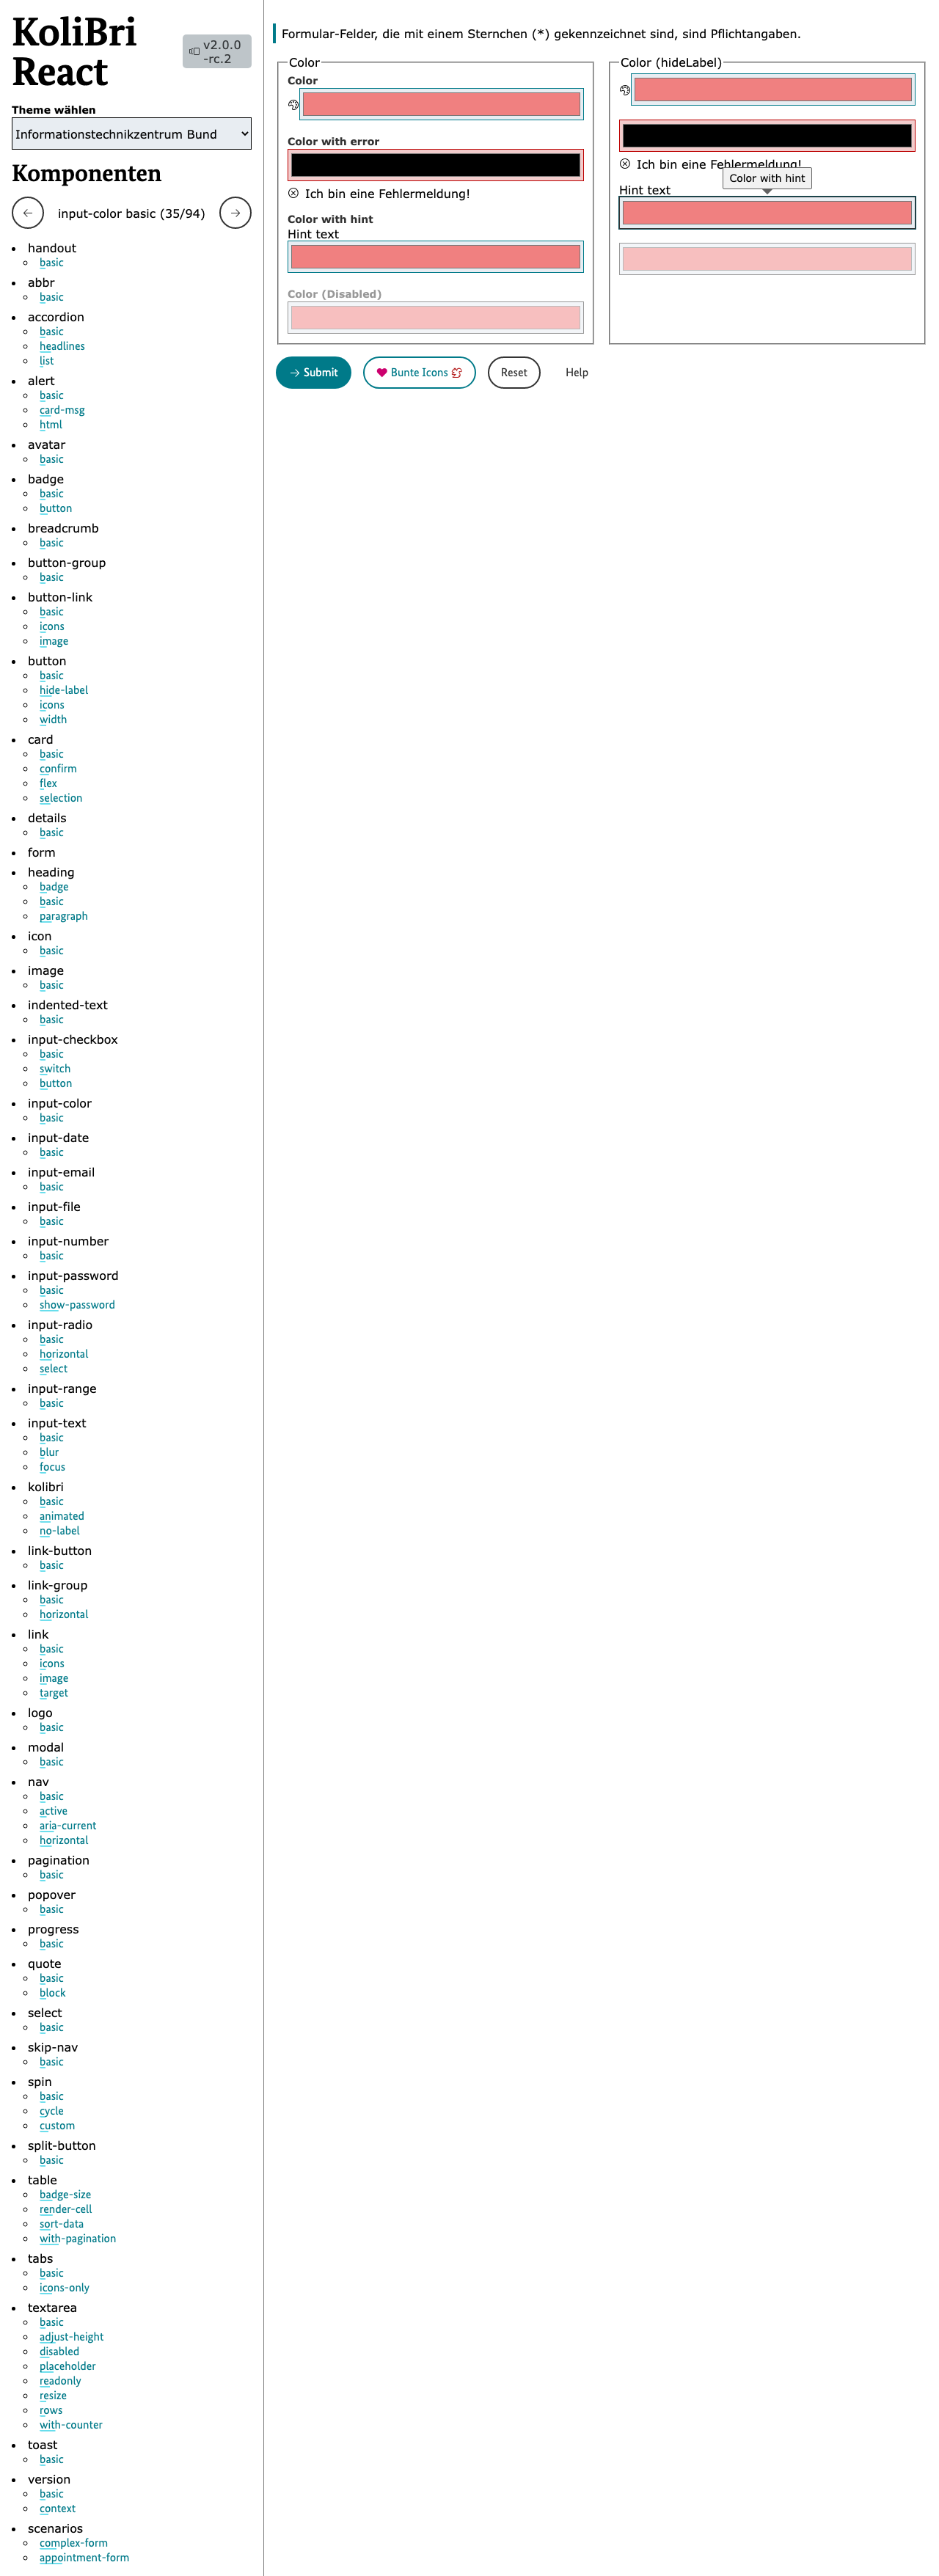 KoliBri
React
v2.0.0
-rc.2
Theme wählen
Informationstechnikzentrum Bund
Komponenten
input-color basic (35/94)
handout
basic
abbr
basic
accordion
basic
headlines
list
alert
basic
card-msg
html
avatar
basic
badge
basic
button
breadcrumb
basic
button-group
basic
button-link
basic
icons
image
button
basic
hide-label
icons
width
card
basic
confirm
flex
selection
details
basic
form
heading
badge
basic
paragraph
icon
basic
image
basic
indented-text
basic
input-checkbox
basic
switch
button
input-color
basic
input-date
basic
input-email
basic
input-file
basic
input-number
basic
input-password
basic
show-password
input-radio
basic
horizontal
select
input-range
basic
input-text
basic
blur
focus
kolibri
basic
animated
no-label
link-button
basic
link-group
basic
horizontal
link
basic
icons
image
target
logo
basic
modal
basic
nav
basic
active
aria-current
horizontal
pagination
basic
popover
basic
progress
basic
quote
basic
block
select
basic
skip-nav
basic
spin
basic
cycle
custom
split-button
basic
table
badge-size
render-cell
sort-data
with-pagination
tabs
basic
icons-only
textarea
basic
adjust-height
disabled
placeholder
readonly
resize
rows
with-counter
toast
basic
version
basic
context
scenarios
complex-form
appointment-form
Formular-Felder, die mit einem Sternchen (*) gekennzeichnet sind, sind Pflichtangaben.
Color
Color
Color with error
Ich bin eine Fehlermeldung!
Color with hint
Hint text
Color (Disabled)
Color (hideLabel)
Ich bin eine Fehlermeldung!
Color with hint
Hint text
Submit
Bunte Icons
Reset
Help